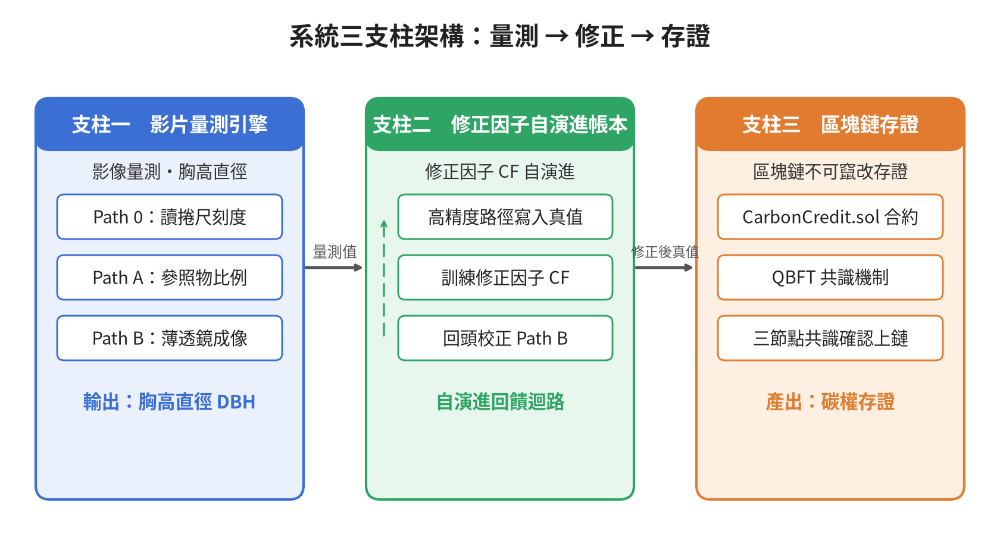 系統三支柱架構：量測 → 修正 → 存證
支柱一　影片量測引擎
影像量測・胸高直徑
Path 0：讀捲尺刻度
Path A：參照物比例
Path B：薄透鏡成像
輸出：胸高直徑 DBH
量測值
支柱二　修正因子自演進帳本
修正因子 CF 自演進
高精度路徑寫入真值
訓練修正因子 CF
回頭校正 Path B
自演進回饋迴路
修正後真值
支柱三　區塊鏈存證
區塊鏈不可竄改存證
CarbonCredit.sol 合約
QBFT 共識機制
三節點共識確認上鏈
產出：碳權存證